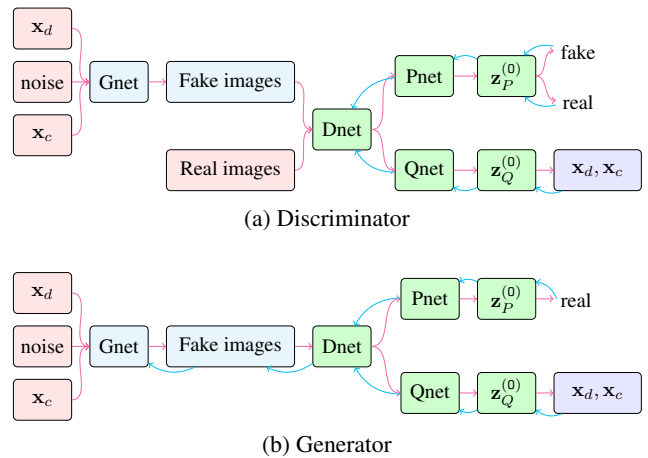 x_d
noise
x_c
Gnet
Fake images
Real images
Dnet
Pnet
z_P^(0)
fake
real
Qnet
z_Q^(0)
x_d, x_c
(a) Discriminator
x_d
noise
x_c
Gnet
Fake images
Dnet
Pnet
z_P^(0)
real
Qnet
z_Q^(0)
x_d, x_c
(b) Generator